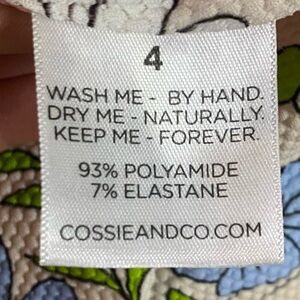 4
WASH ME - BY HAND.
DRY ME - NATURALLY.
KEEP ME - FOREVER.
93% POLYAMIDE
7% ELASTANE
COSSIEANDCO.COM